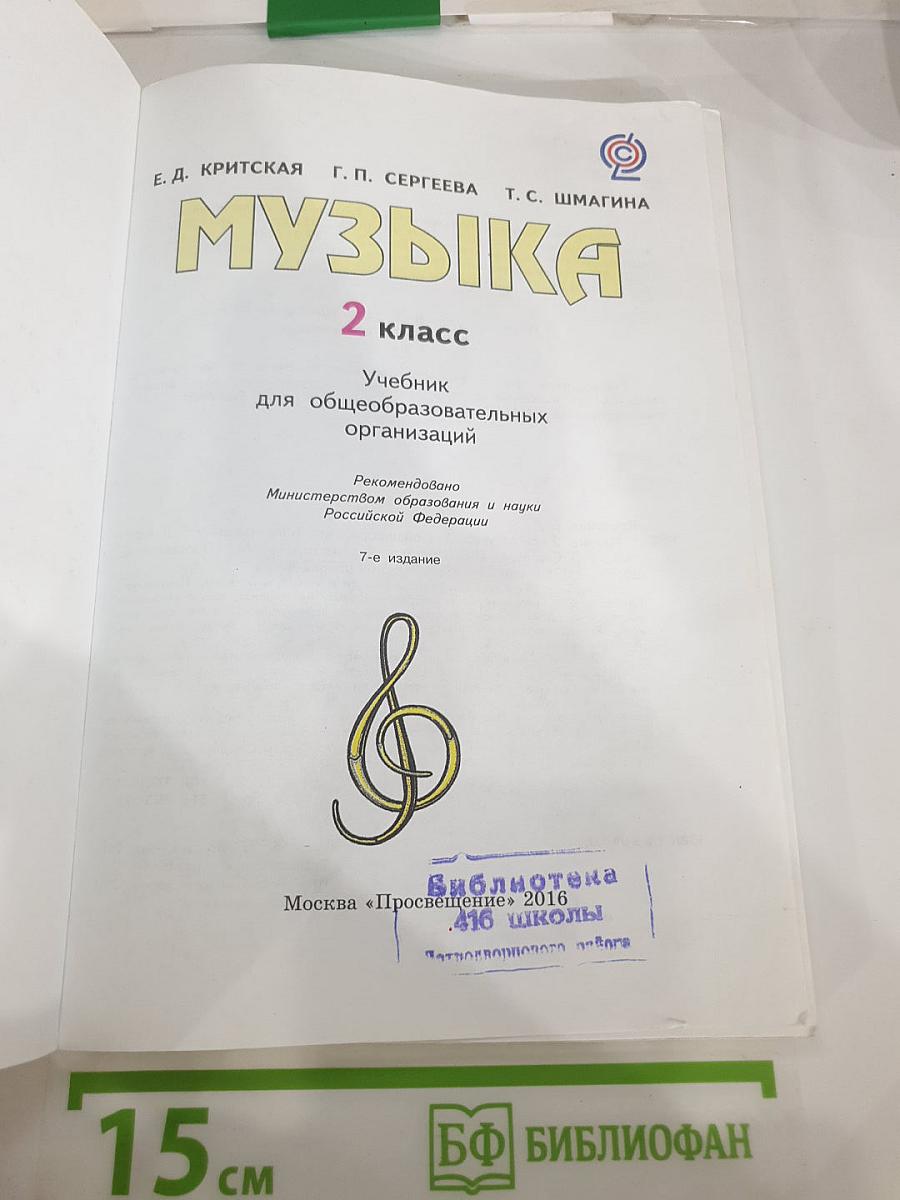 Е. Д. КРИТСКАЯ Г. П. СЕРГЕЕВА Т. С. ШМАГИНА
МУЗЫКА
2 класс
Учебник
для общеобразовательных
организаций
Рекомендовано
Министерством образования и науки
Российской Федерации
7-е издание
Библиотека
Москва «Просвещение» 2016
416 школы
района
15 см
БФ БИБЛИОФАН